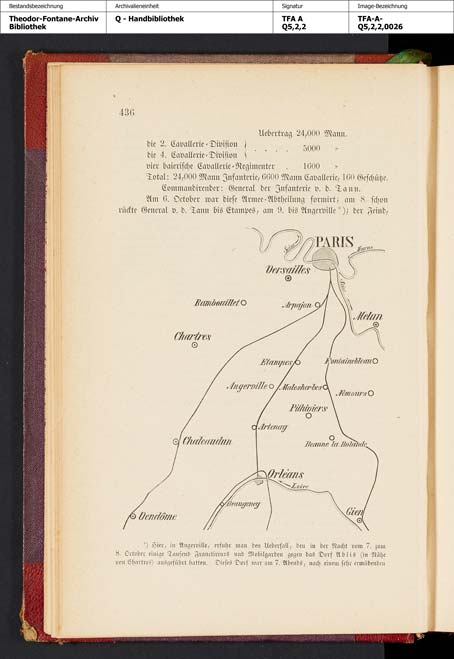 Bestandsbezeichnung
Archivalieneinheit
Signatur
Image-Bezeichnung
Theodor-Fontane-Archiv
Bibliothek
Q - Handbibliothek
TFA A
Q5,2,2
TFA-A-
Q5,2,2,0026
436
Uebertrag 24,000 Mann.
die 2. Cavallerie-Division
die 4. Cavallerie-Division
. . . . 5000 „
vier baierische Cavallerie-Regimenter . 1600 „
Total: 24,000 Mann Infanterie, 6600 Mann Cavallerie, 160 Geschütze.
Commandirender: General der Infanterie v. d. Tann.
Am 6. October war diese Armee-Abtheilung formirt; am 8. schon
rückte General v. d. Tann bis Etampes, am 9. bis Angerville *); der Feind,
PARIS
Seine
Marne
Versailles
Seine
Rambouillet
Arpajon
Melun
Chartres
Etampes
Fontainebleau
Angerville
Malesherbes
Nemours
Pithiviers
Artenay
Chateaudun
Beaune la Rolande
Orléans
Loire
Beaugency
Gien
Vendôme
*) Hier, in Angerville, erfuhr man den Ueberfall, den in der Nacht vom 7. zum
8. October einige Tausend Franctireurs und Mobilgarden gegen das Dorf Ablis (in Nähe
von Chartres) ausgeführt hatten. Dieses Dorf war am 7. Abends, nach einem sehr ermüdenden